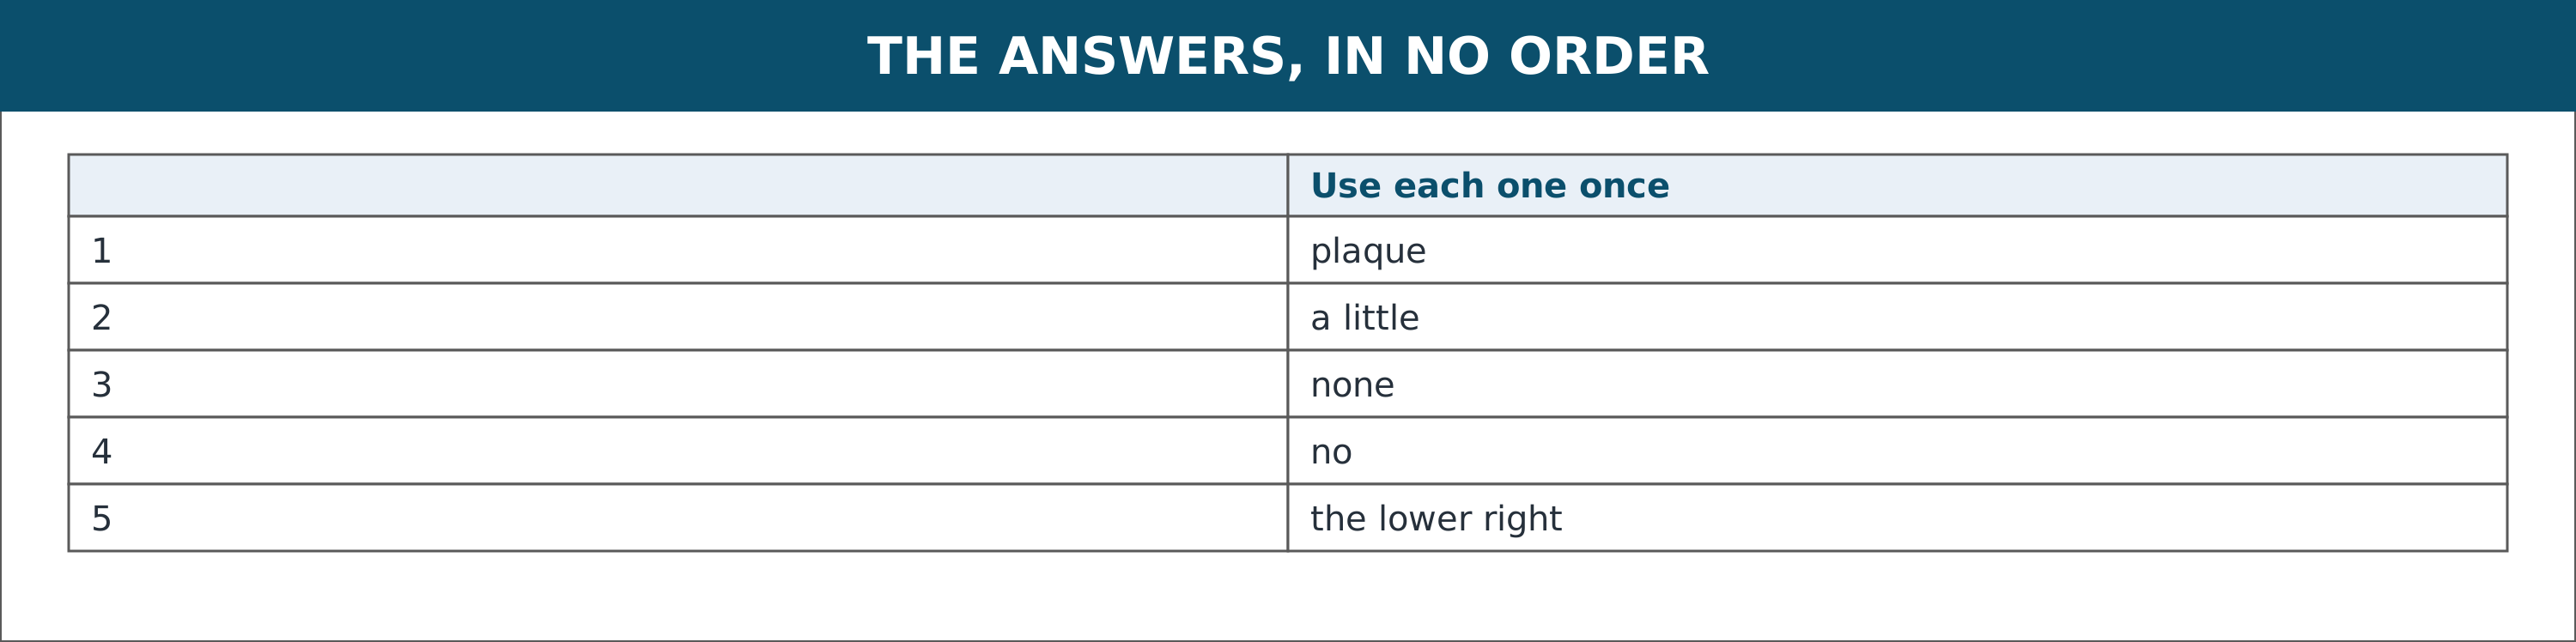 THE ANSWERS, IN NO ORDER
Use each one once
1 plaque
2 a little
3 none
4 no
5 the lower right